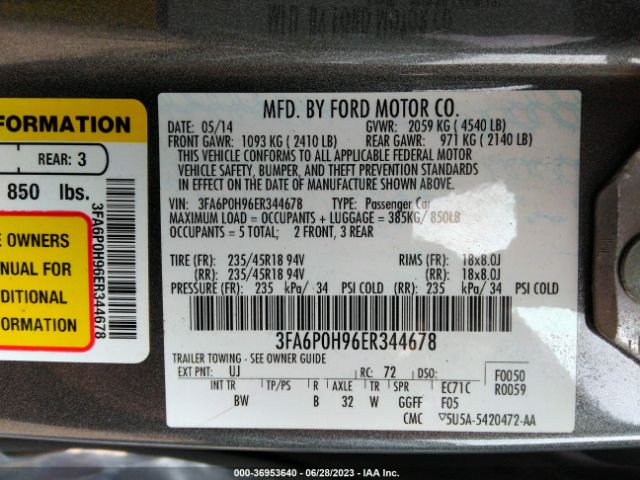 MFD. BY FORD MOTOR CO.
DATE: 05/14 GVWR: 2059 KG ( 4540 LB)
FRONT GAWR: 1093 KG ( 2410 LB) REAR GAWR: 971 KG ( 2140 LB)
THIS VEHICLE CONFORMS TO ALL APPLICABLE FEDERAL MOTOR
VEHICLE SAFETY, BUMPER, AND THEFT PREVENTION STANDARDS
IN EFFECT ON THE DATE OF MANUFACTURE SHOWN ABOVE.
VIN: 3FA6P0H96ER344678 TYPE: Passenger Car
MAXIMUM LOAD = OCCUPANTS + LUGGAGE = 385KG/ 850LB
OCCUPANTS = 5 TOTAL; 2 FRONT, 3 REAR
TIRE (FR): 235/45R18 94V RIMS (FR): 18x8.0J
(RR): 235/45R18 94V (RR): 18x8.0J
PRESSURE (FR): 235 kPa/ 34 PSI COLD (RR): 235 kPa/ 34 PSI COLD
3FA6P0H96ER344678
TRAILER TOWING - SEE OWNER GUIDE
EXT PNT: UJ RC: 72 DSO: F0050
INT TR TP/PS R AXLE TR SPR EC71C R0059
BW B 32 W GGFF F05
CMC 5U5A-5420472-AA
FORMATION
REAR: 3
850 lbs.
E OWNERS
NUAL FOR
DITIONAL
ORMATION
3FA6P0H96ER344678
000-36953640 - 06/28/2023 - IAA Inc.